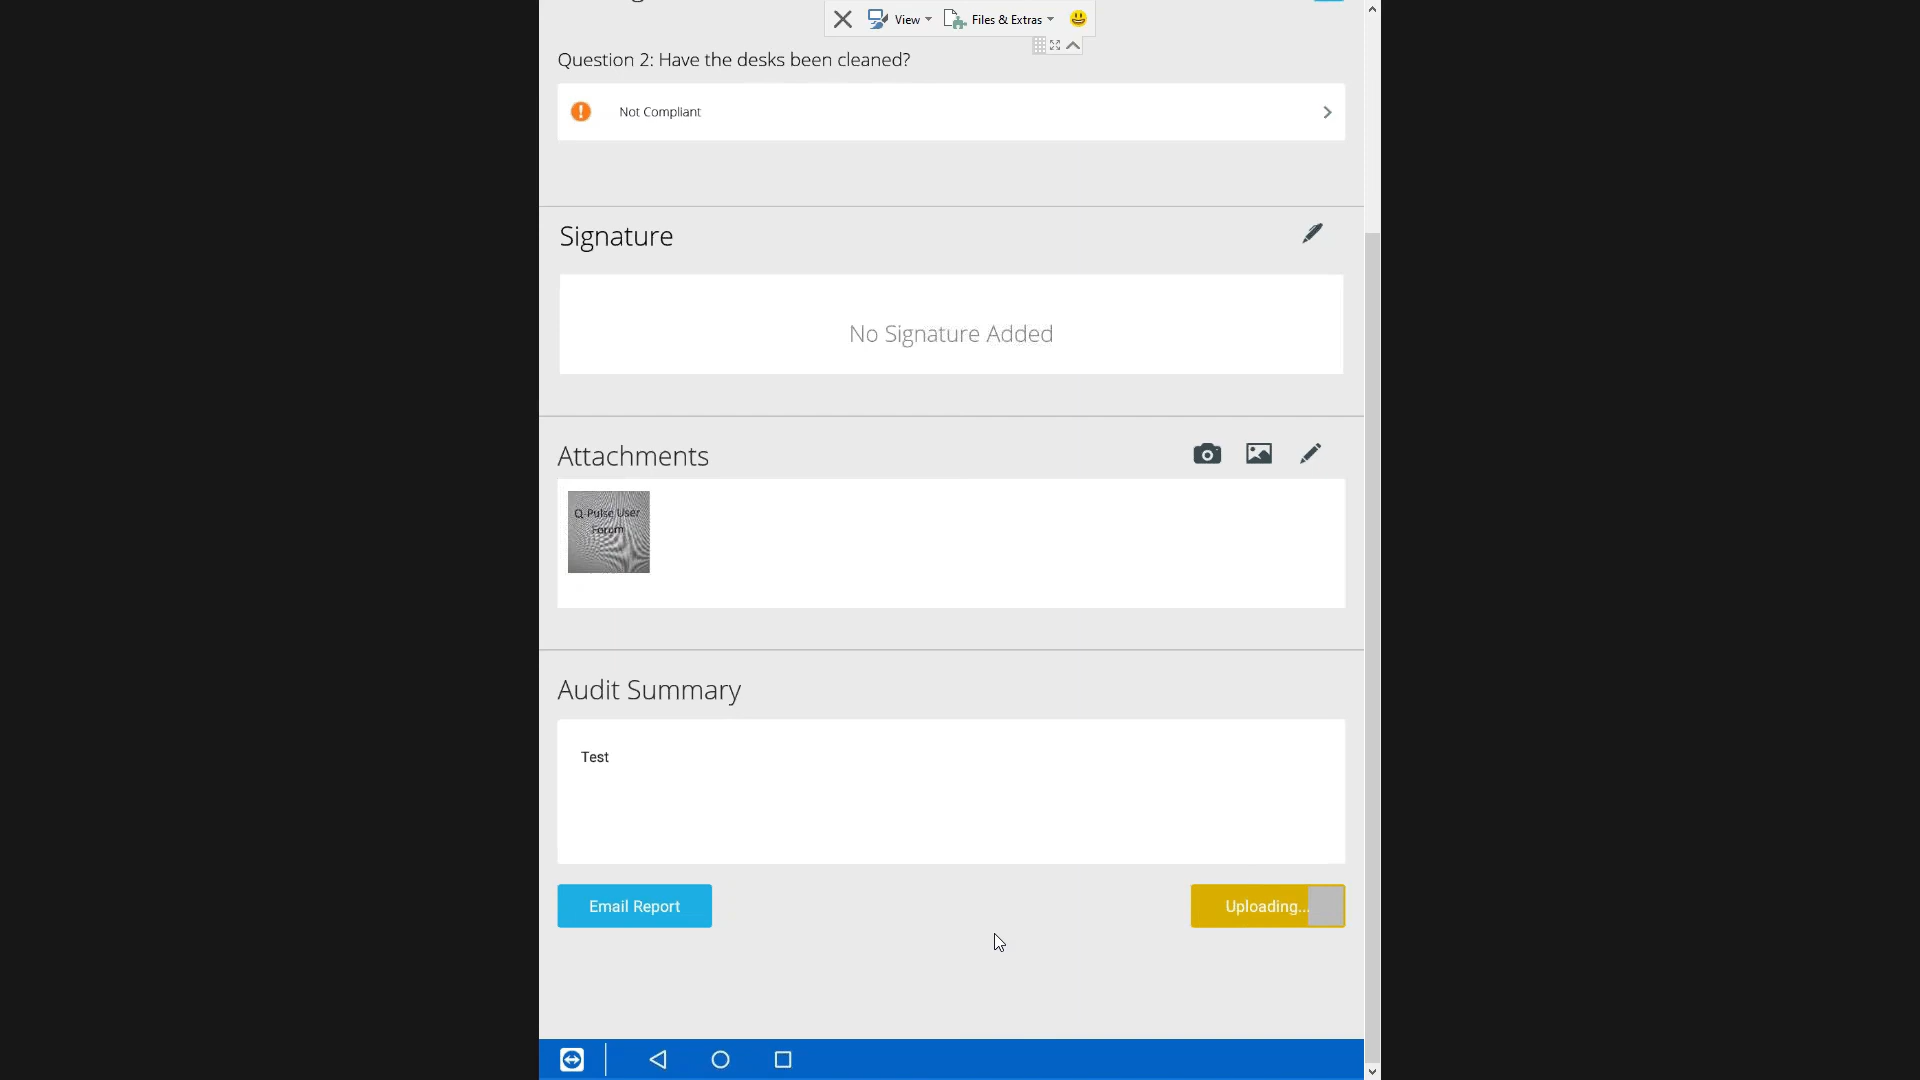 View
Files & Extras
Question 2: Have the desks been cleaned?
Not Compliant
Signature
No Signature Added
Attachments
Q-Pulse User
Forum
Audit Summary
Test
Email Report
Uploading...